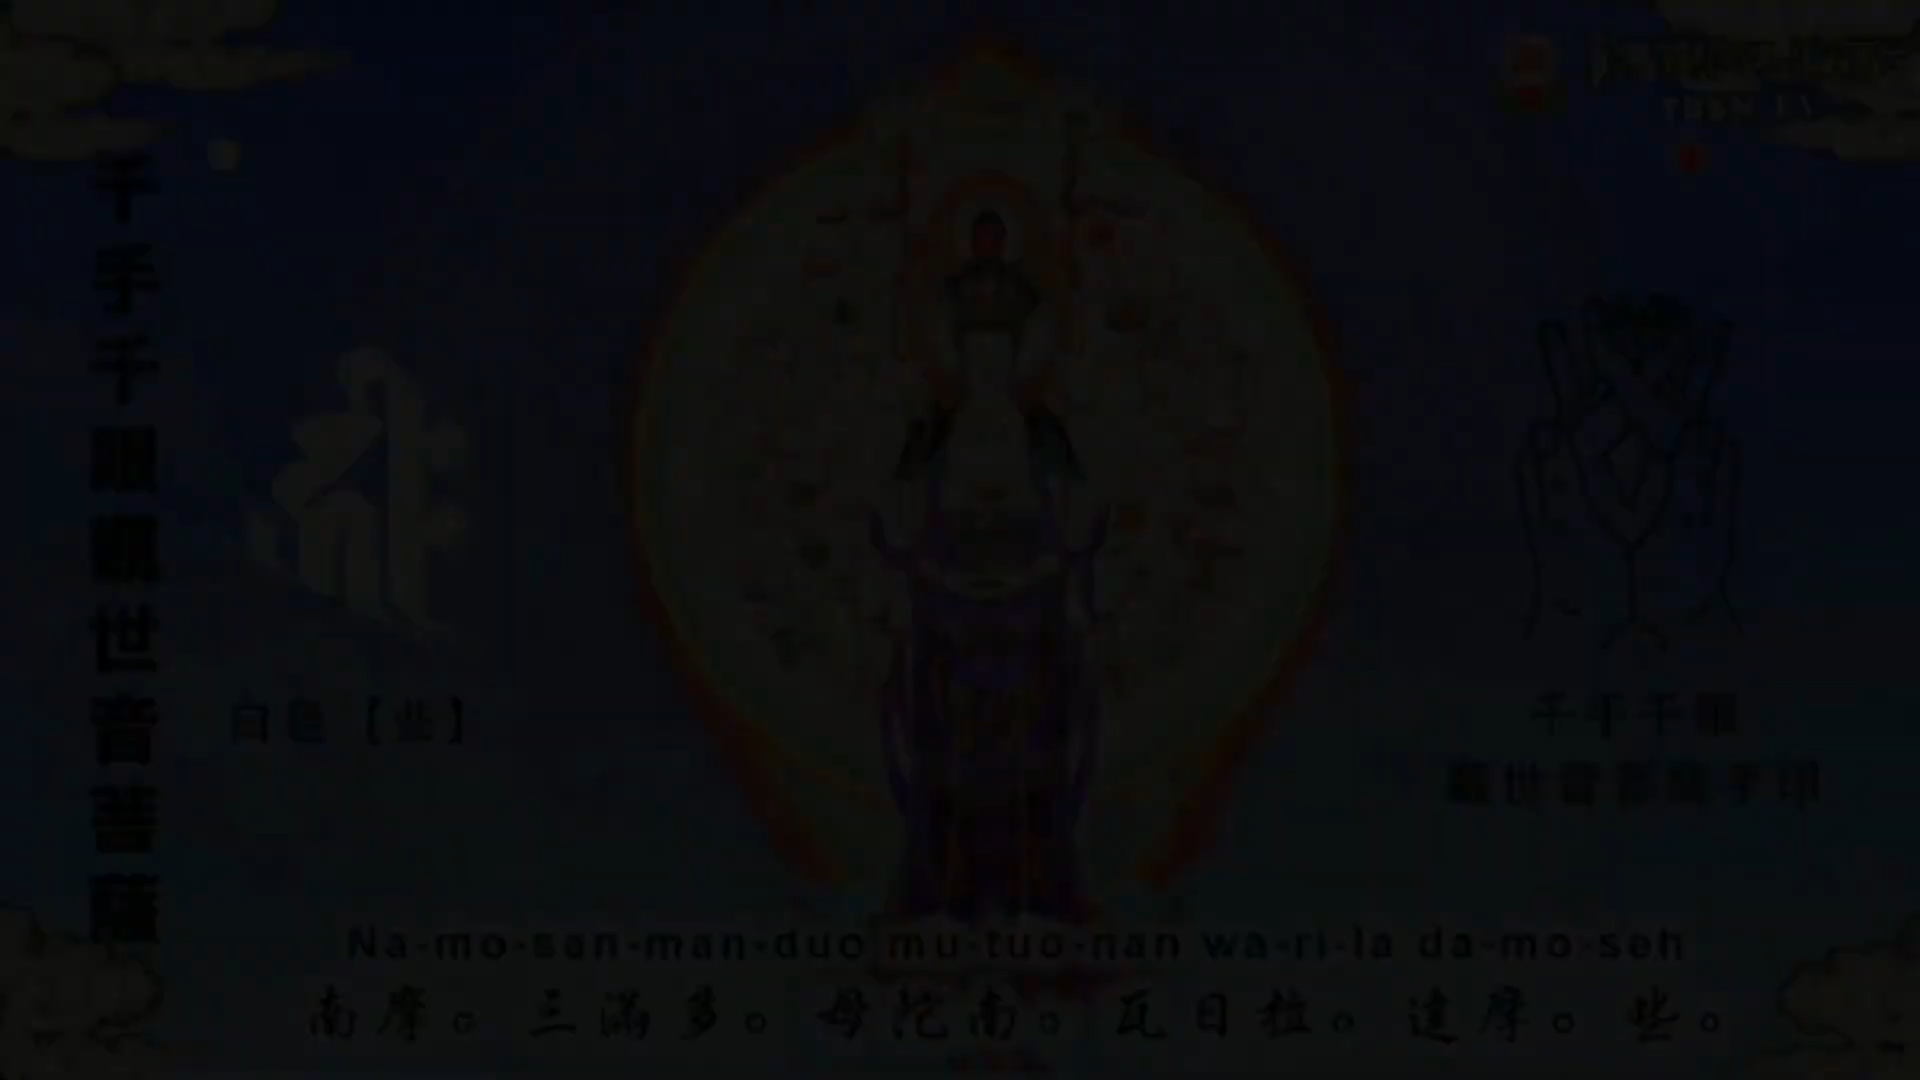 千手千眼觀世音菩薩
白色【些】
千手千眼
觀世音菩薩手印
Na-mo-san-man-duo mu-tuo-nan wa-ri-la da-mo-seh
南摩。三滿多。母陀南。瓦日拉。達摩。些。